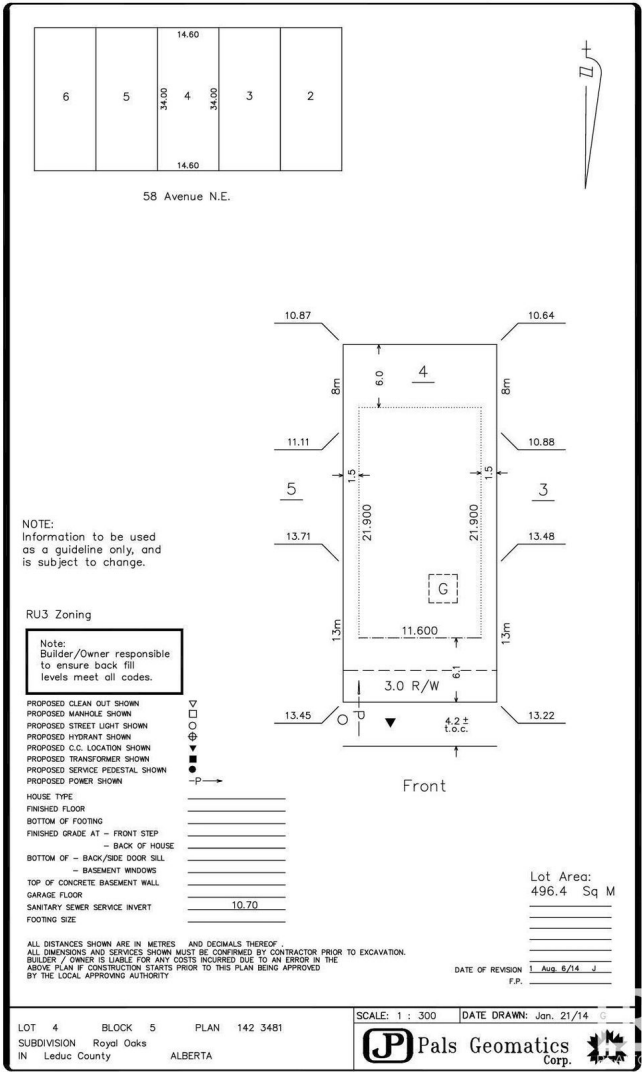 14.60
6
5
34.00
4
34.00
3
2
14.60
58 Avenue N.E.
10.87
10.64
8m
6.0
4
8m
11.11
10.88
1.5
1.5
5
3
NOTE:
Information to be used
as a guideline only, and
is subject to change.
21.900
21.900
13.71
13.48
G
RU3 Zoning
Note:
Builder/Owner responsible
to ensure back fill
levels meet all codes.
13m
11.600
13m
6.1
3.0 R/W
13.45
P
4.2 ±
t.o.c.
13.22
Front
PROPOSED CLEAN OUT SHOWN
PROPOSED MANHOLE SHOWN
PROPOSED STREET LIGHT SHOWN
PROPOSED HYDRANT SHOWN
PROPOSED C.C. LOCATION SHOWN
PROPOSED TRANSFORMER SHOWN
PROPOSED SERVICE PEDESTAL SHOWN
PROPOSED POWER SHOWN -P-
HOUSE TYPE
FINISHED FLOOR
BOTTOM OF FOOTING
FINISHED GRADE AT - FRONT STEP
- BACK OF HOUSE
BOTTOM OF - BACK/SIDE DOOR SILL
- BASEMENT WINDOWS
TOP OF CONCRETE BASEMENT WALL
GARAGE FLOOR
SANITARY SEWER SERVICE INVERT 10.70
FOOTING SIZE
Lot Area:
496.4 Sq M
ALL DISTANCES SHOWN ARE IN METRES AND DECIMALS THEREOF .
ALL DIMENSIONS AND SERVICES SHOWN MUST BE CONFIRMED BY CONTRACTOR PRIOR TO EXCAVATION.
BUILDER / OWNER IS LIABLE FOR ANY COSTS INCURRED DUE TO AN ERROR IN THE
ABOVE PLAN IF CONSTRUCTION STARTS PRIOR TO THIS PLAN BEING APPROVED
BY THE LOCAL APPROVING AUTHORITY
DATE OF REVISION 1 Aug. 6/14 J
F.P.
SCALE: 1 : 300 DATE DRAWN: Jan. 21/14 G
LOT 4 BLOCK 5 PLAN 142 3481
SUBDIVISION Royal Oaks
IN Leduc County ALBERTA
JP Pals Geomatics
Corp.